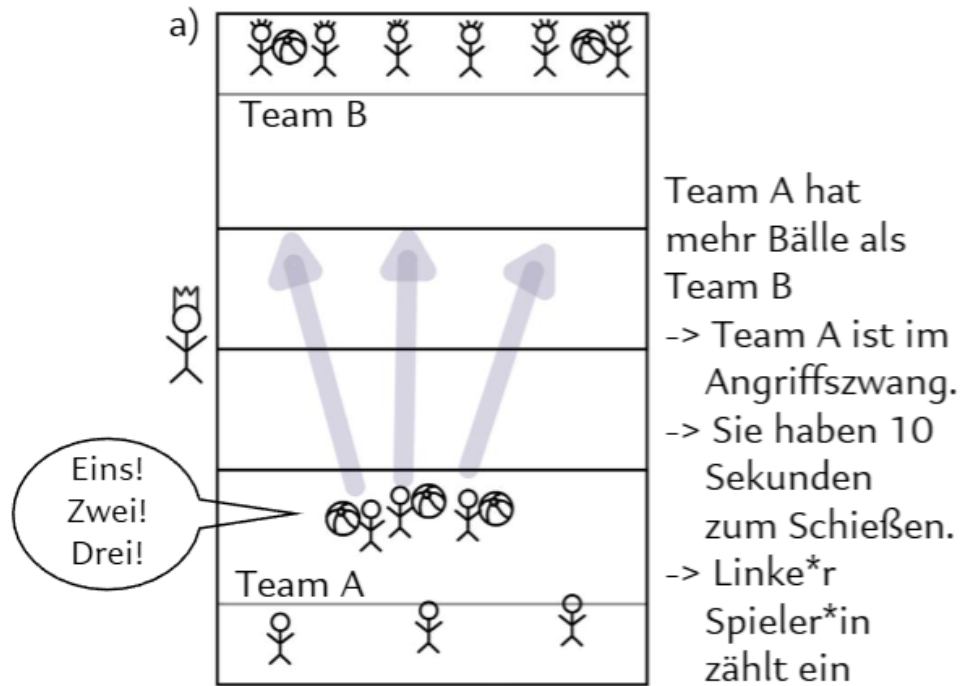 a)
Team B
Team A hat
mehr Bälle als
Team B
-> Team A ist im
Angriffszwang.
-> Sie haben 10
Sekunden
zum Schießen.
-> Linke*r
Spieler*in
zählt ein
Eins!
Zwei!
Drei!
Team A